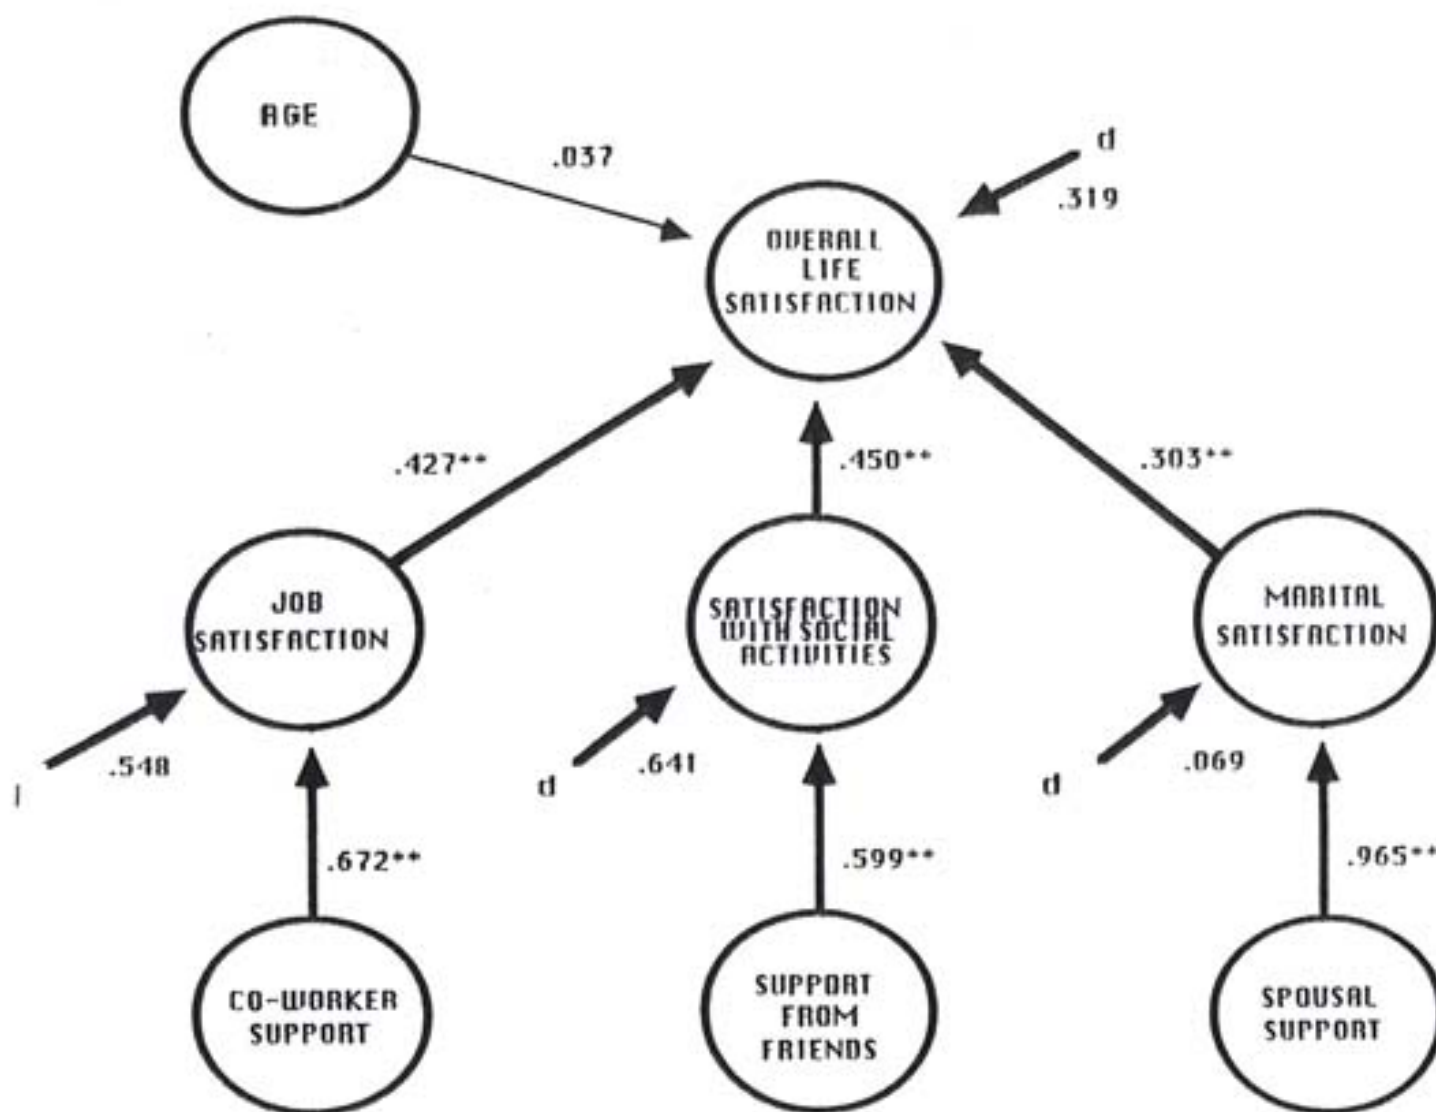 AGE
.037
d
.319
OVERALL
LIFE
SATISFACTION
.427**
.450**
.303**
JOB
SATISFACTION
SATISFACTION
WITH SOCIAL
ACTIVITIES
MARITAL
SATISFACTION
.548
d
.641
d
.069
.672**
.599**
.965**
CO-WORKER
SUPPORT
SUPPORT
FROM
FRIENDS
SPOUSAL
SUPPORT